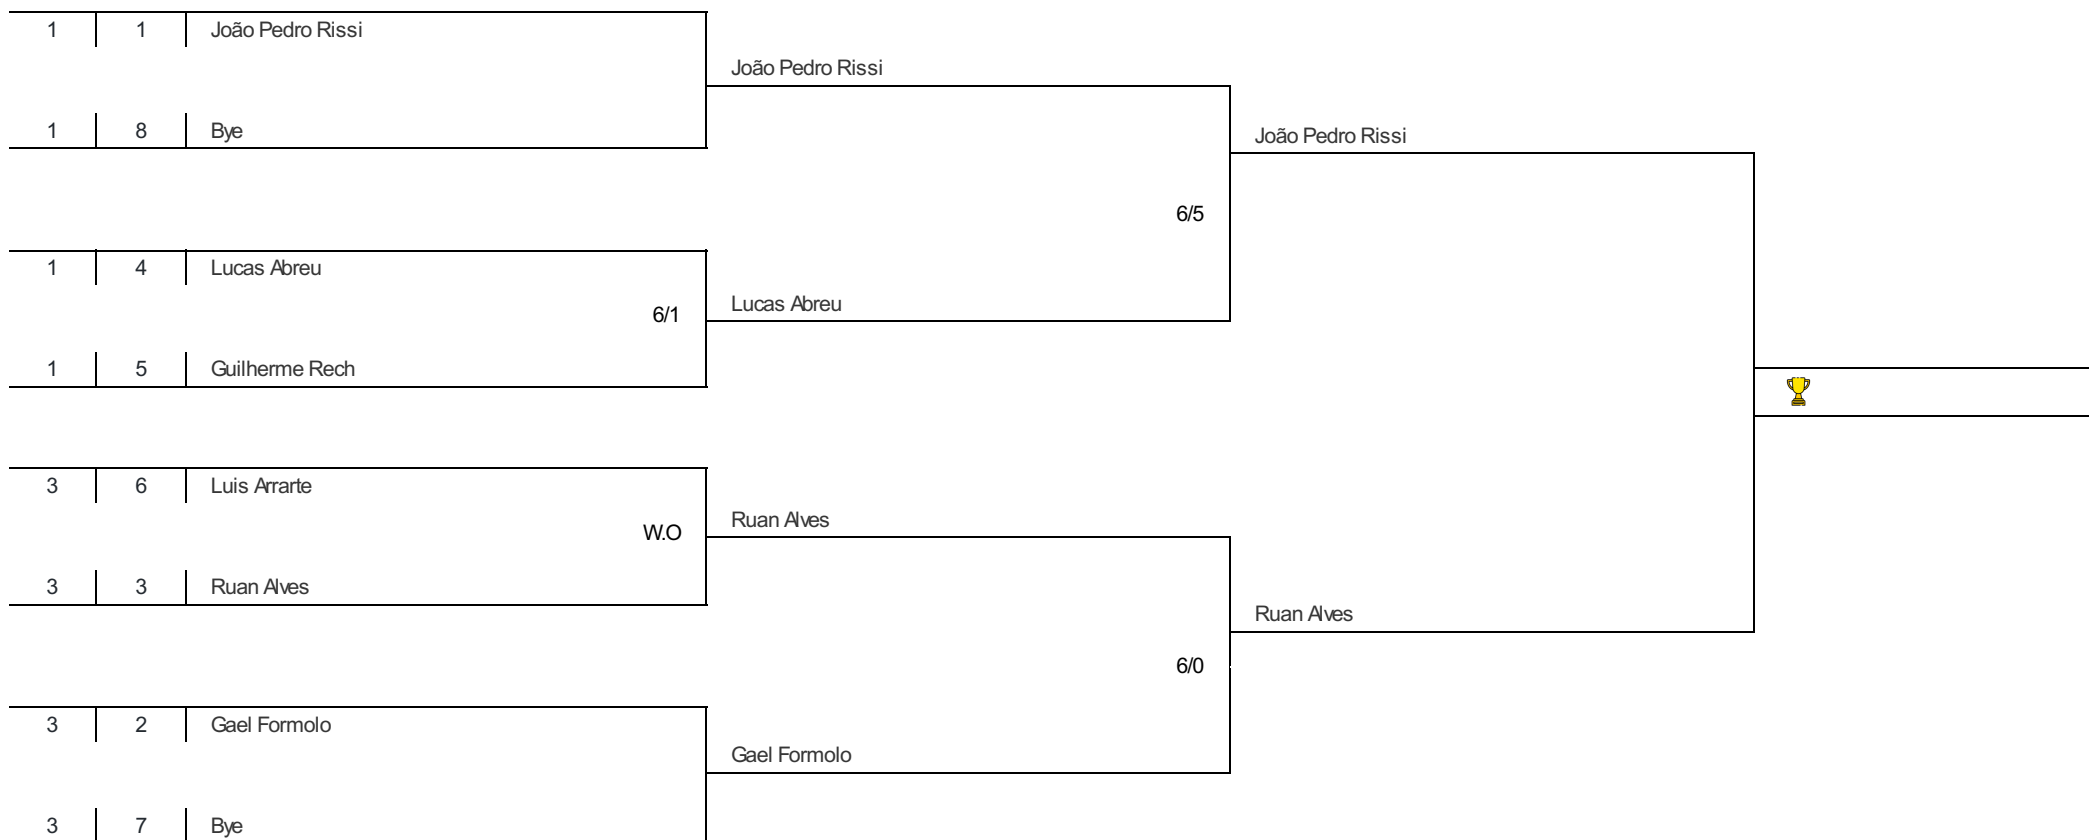 1 1 João Pedro Rissi
João Pedro Rissi
1 8 Bye
João Pedro Rissi
6/5
1 4 Lucas Abreu
Lucas Abreu
6/1
1 5 Guilherme Rech
3 6 Luis Arrarte
Ruan Alves
W.O
3 3 Ruan Alves
Ruan Alves
6/0
3 2 Gael Formolo
Gael Formolo
3 7 Bye